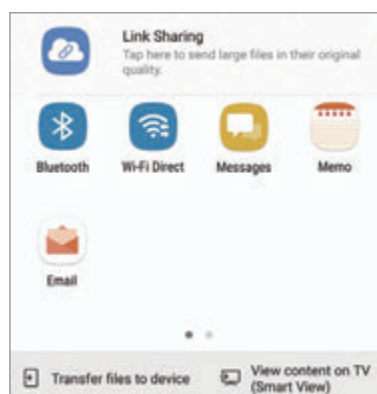 Link Sharing
Tap here to send large files in their original
quality.
Bluetooth Wi-Fi Direct Messages Memo
Email
Transfer files to device
View content on TV
(Smart View)